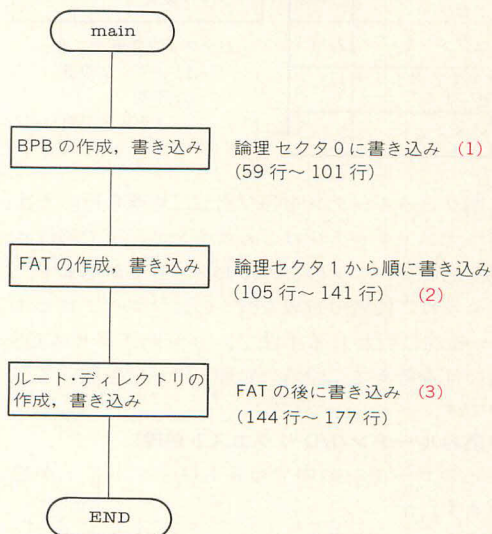 main
BPB の作成，書き込み
論理 セクタ 0 に書き込み (1)
(59 行～ 101 行)
FAT の作成，書き込み
論理セクタ 1 から順に書き込み
(105 行～ 141 行) (2)
ルート・ディレクトリの
作成，書き込み
FAT の後に書き込み (3)
(144 行～ 177 行)
END